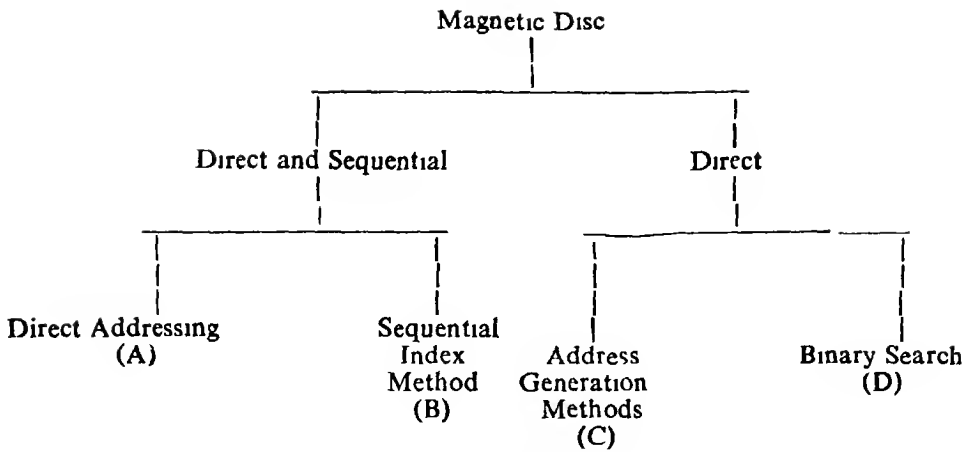 Magnetic Disc
Direct and Sequential
Direct
Direct Addressing
(A)
Sequential
Index
Method
(B)
Address
Generation
Methods
(C)
Binary Search
(D)